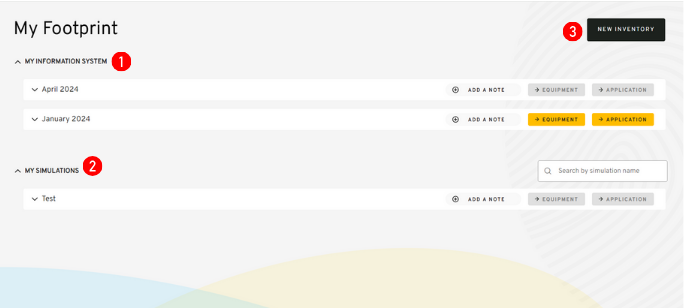 My Footprint
3
NEW INVENTORY
MY INFORMATION SYSTEM
1
April 2024
ADD A NOTE
EQUIPMENT
APPLICATION
January 2024
ADD A NOTE
EQUIPMENT
APPLICATION
MY SIMULATIONS
2
Search by simulation name
Test
ADD A NOTE
EQUIPMENT
APPLICATION